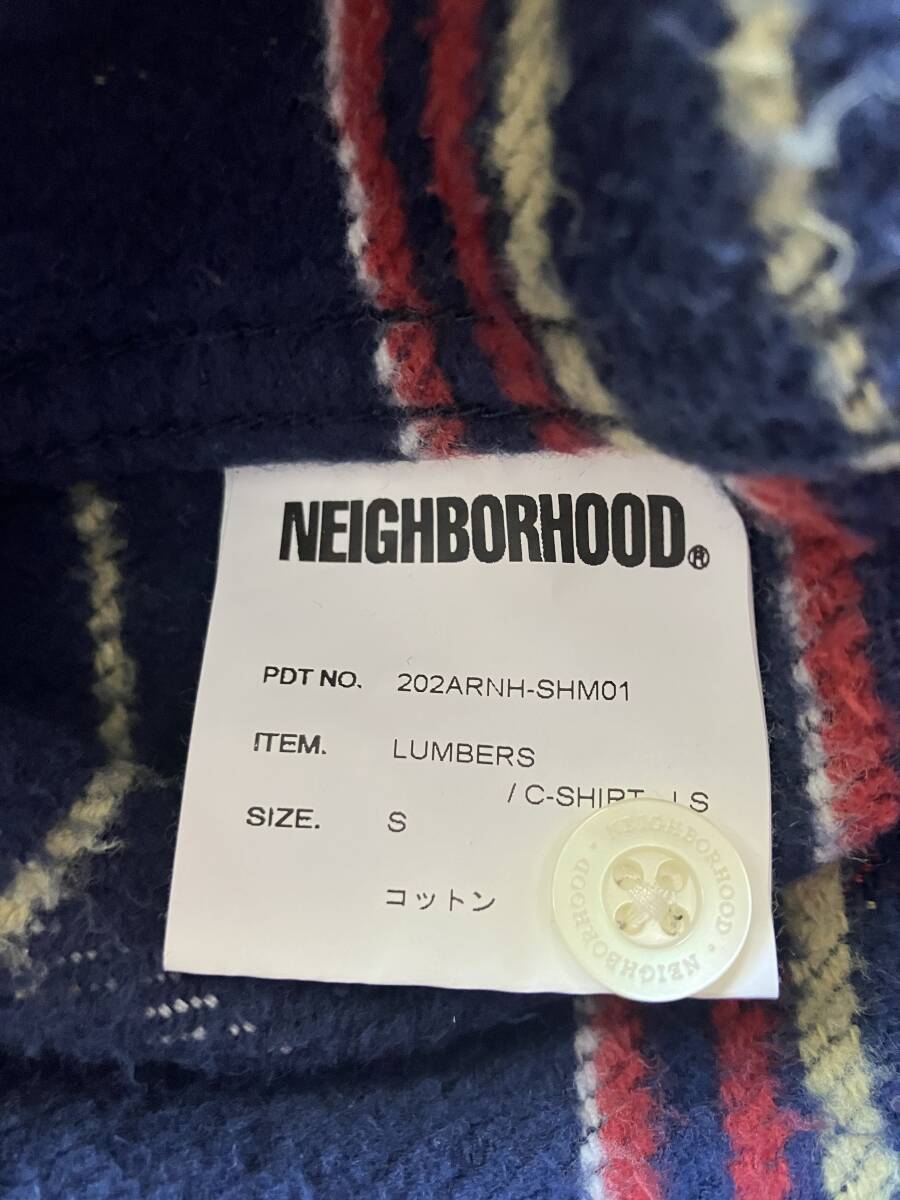 NEIGHBORHOOD®
PDT NO. 202ARNH-SHM01
ITEM. LUMBERS
/ C-SHIRT . LS
SIZE. S
コットン
NEIGHBORHOOD · NEIGHBORHOOD ·